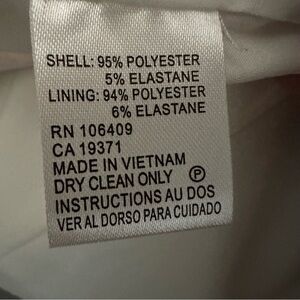 SHELL: 95% POLYESTER
5% ELASTANE
LINING: 94% POLYESTER
6% ELASTANE
RN 106409
CA 19371
MADE IN VIETNAM
DRY CLEAN ONLY Ⓟ
INSTRUCTIONS AU DOS
VER AL DORSO PARA CUIDADO